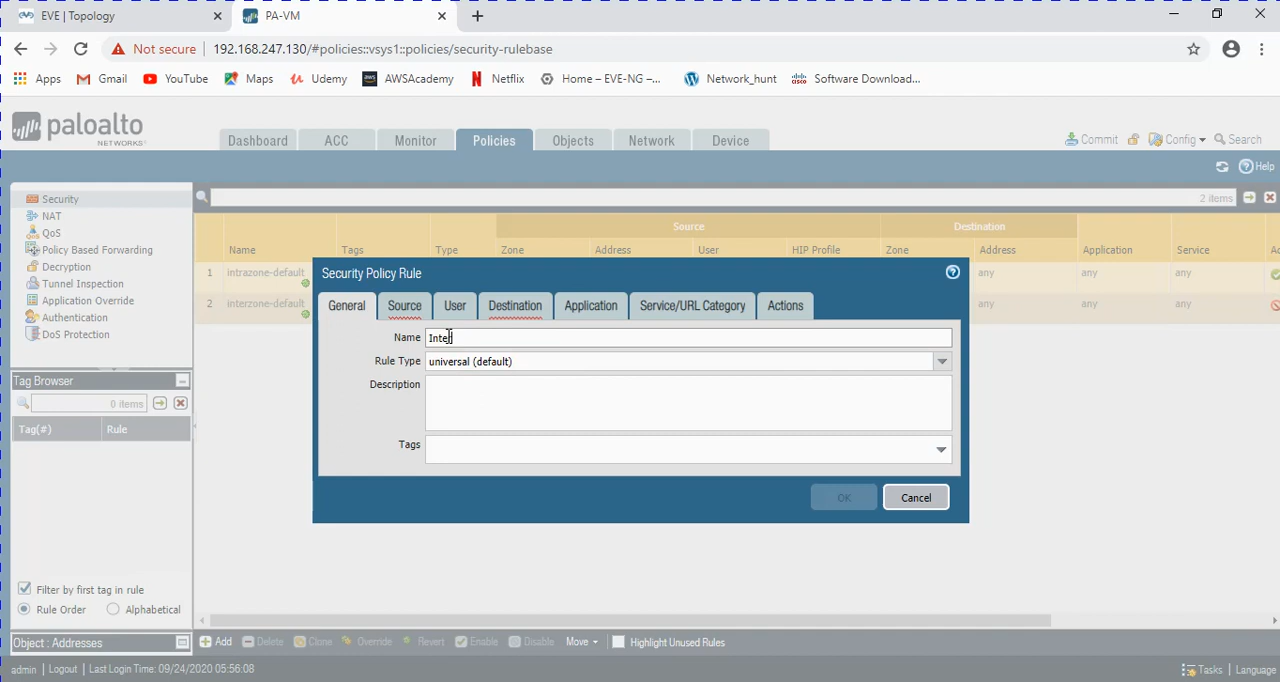 EVE | Topology
PA-VM
Not secure | 192.168.247.130/#policies::vsys1::policies/security-rulebase
Apps Gmail YouTube Maps Udemy AWSAcademy Netflix Home – EVE-NG –... Network_hunt Software Download...
paloalto
NETWORKS
Dashboard ACC Monitor Policies Objects Network Device
Commit Config Search
Help
Security
NAT
QoS
Policy Based Forwarding
Decryption
Tunnel Inspection
Application Override
Authentication
DoS Protection
2 items
Source Destination
Name Tags Type Zone Address User HIP Profile Zone Address Application Service
1 intrazone-default any any any
2 interzone-default any any any
Security Policy Rule
General Source User Destination Application Service/URL Category Actions
Name Inter
Rule Type universal (default)
Description
Tags
OK Cancel
Tag Browser
0 items
Tag(#) Rule
Filter by first tag in rule
Rule Order Alphabetical
Object : Addresses
Add Delete Clone Override Revert Enable Disable Move Highlight Unused Rules
admin | Logout | Last Login Time: 09/24/2020 05:56:08
Tasks | Language